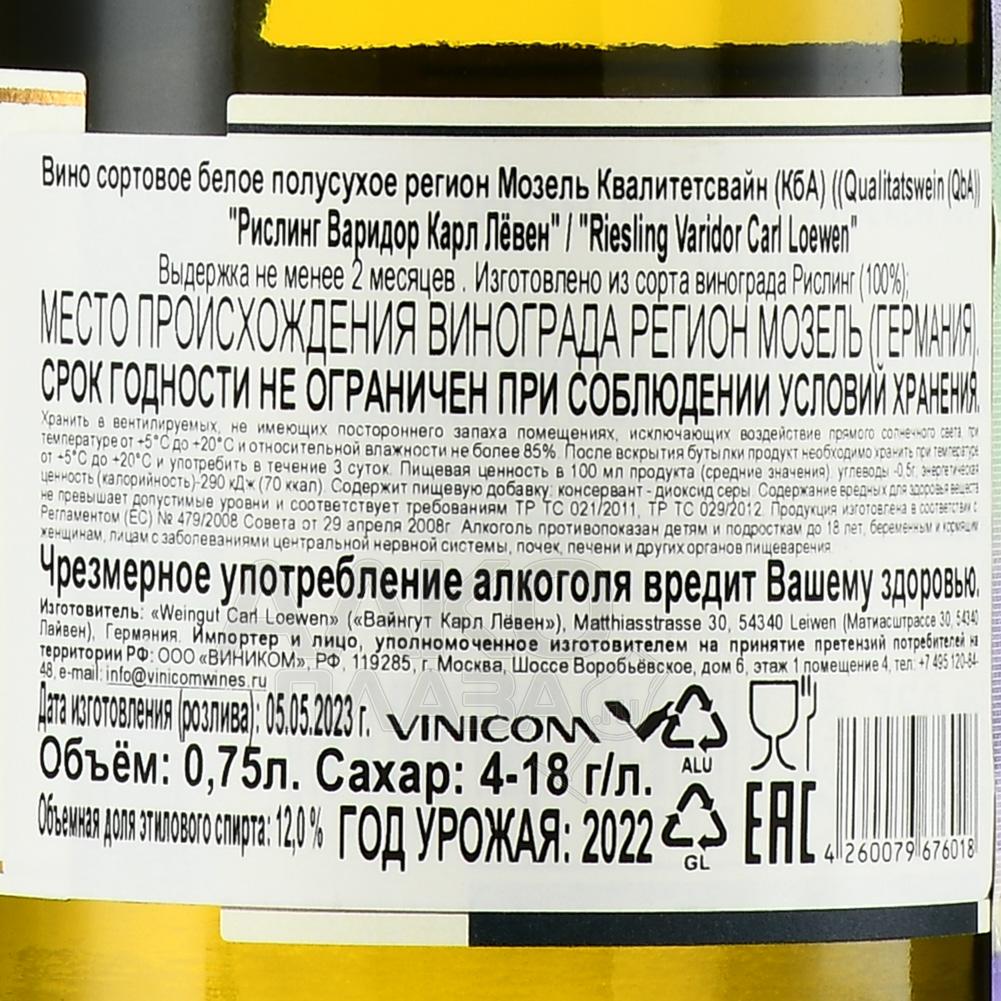 Вино сортовое белое полусухое регион Мозель Квалитетсвайн (КбА) ((Qualitatswein (QbA))
"Рислинг Варидор Карл Лёвен" / "Riesling Varidor Carl Loewen"
Выдержка не менее 2 месяцев . Изготовлено из сорта винограда Рислинг (100%);
МЕСТО ПРОИСХОЖДЕНИЯ ВИНОГРАДА РЕГИОН МОЗЕЛЬ (ГЕРМАНИЯ).
СРОК ГОДНОСТИ НЕ ОГРАНИЧЕН ПРИ СОБЛЮДЕНИИ УСЛОВИЙ ХРАНЕНИЯ.
Хранить в вентилируемых, не имеющих постороннего запаха помещениях, исключающих воздействие прямого солнечного света, при
температуре от +5°С до +20°С и относительной влажности не более 85%. После вскрытия бутылки продукт необходимо хранить при температуре
от +5°С до +20°С и употребить в течение 3 суток. Пищевая ценность в 100 мл продукта (средние значения): углеводы -0.5г, энергетическая
ценность (калорийность)-290 кДж (70 ккал). Содержит пищевую добавку: консервант - диоксид серы. Содержание вредных для здоровья веществ
не превышает допустимые уровни и соответствует требованиям ТР ТС 021/2011, ТР ТС 029/2012. Продукция изготовлена в соответствии с
Регламентом (ЕС) № 479/2008 Совета от 29 апреля 2008г. Алкоголь противопоказан детям и подросткам до 18 лет, беременным и кормящим
женщинам, лицам с заболеваниями центральной нервной системы, почек, печени и других органов пищеварения.
Чрезмерное употребление алкоголя вредит Вашему здоровью.
Изготовитель: «Weingut Carl Loewen» («Вайнгут Карл Лёвен»), Matthiasstrasse 30, 54340 Leiwen (Матиасштрассе 30, 54340
Лайвен), Германия. Импортер и лицо, уполномоченное изготовителем на принятие претензий потребителей на
территории РФ: ООО «ВИНИКОМ», РФ, 119285, г. Москва, Шоссе Воробьёвское, дом 6, этаж 1 помещение 4, тел: +7 495 120-84-
48, e-mail: info@vinicomwines.ru
Дата изготовления (розлива): 05.05.2023 г. VINICOM
ALU
Объём: 0,75л. Сахар: 4-18 г/л.
Объемная доля этилового спирта: 12,0 % ГОД УРОЖАЯ: 2022
GL
EAC
4 260079 676018
АЛКО
ПЛАЗА
.ru